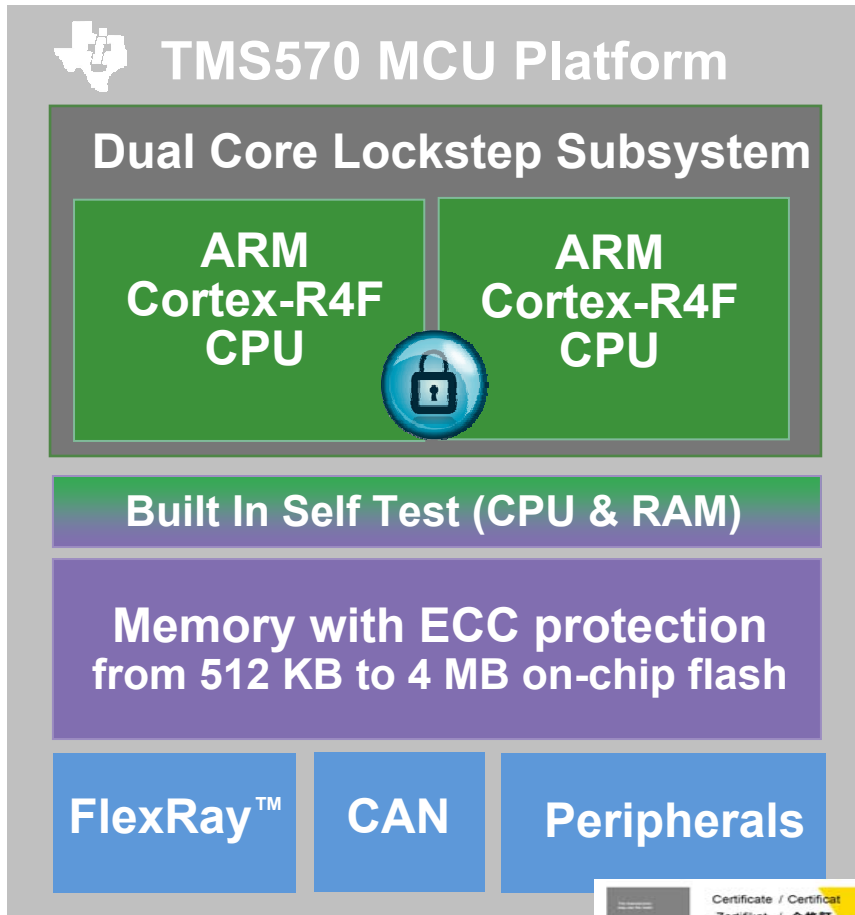 TMS570 MCU Platform
Dual Core Lockstep Subsystem
ARM
Cortex-R4F
CPU
ARM
Cortex-R4F
CPU
Built In Self Test (CPU & RAM)
Memory with ECC protection
from 512 KB to 4 MB on-chip flash
FlexRay™
CAN
Peripherals
Certificate / Certificat